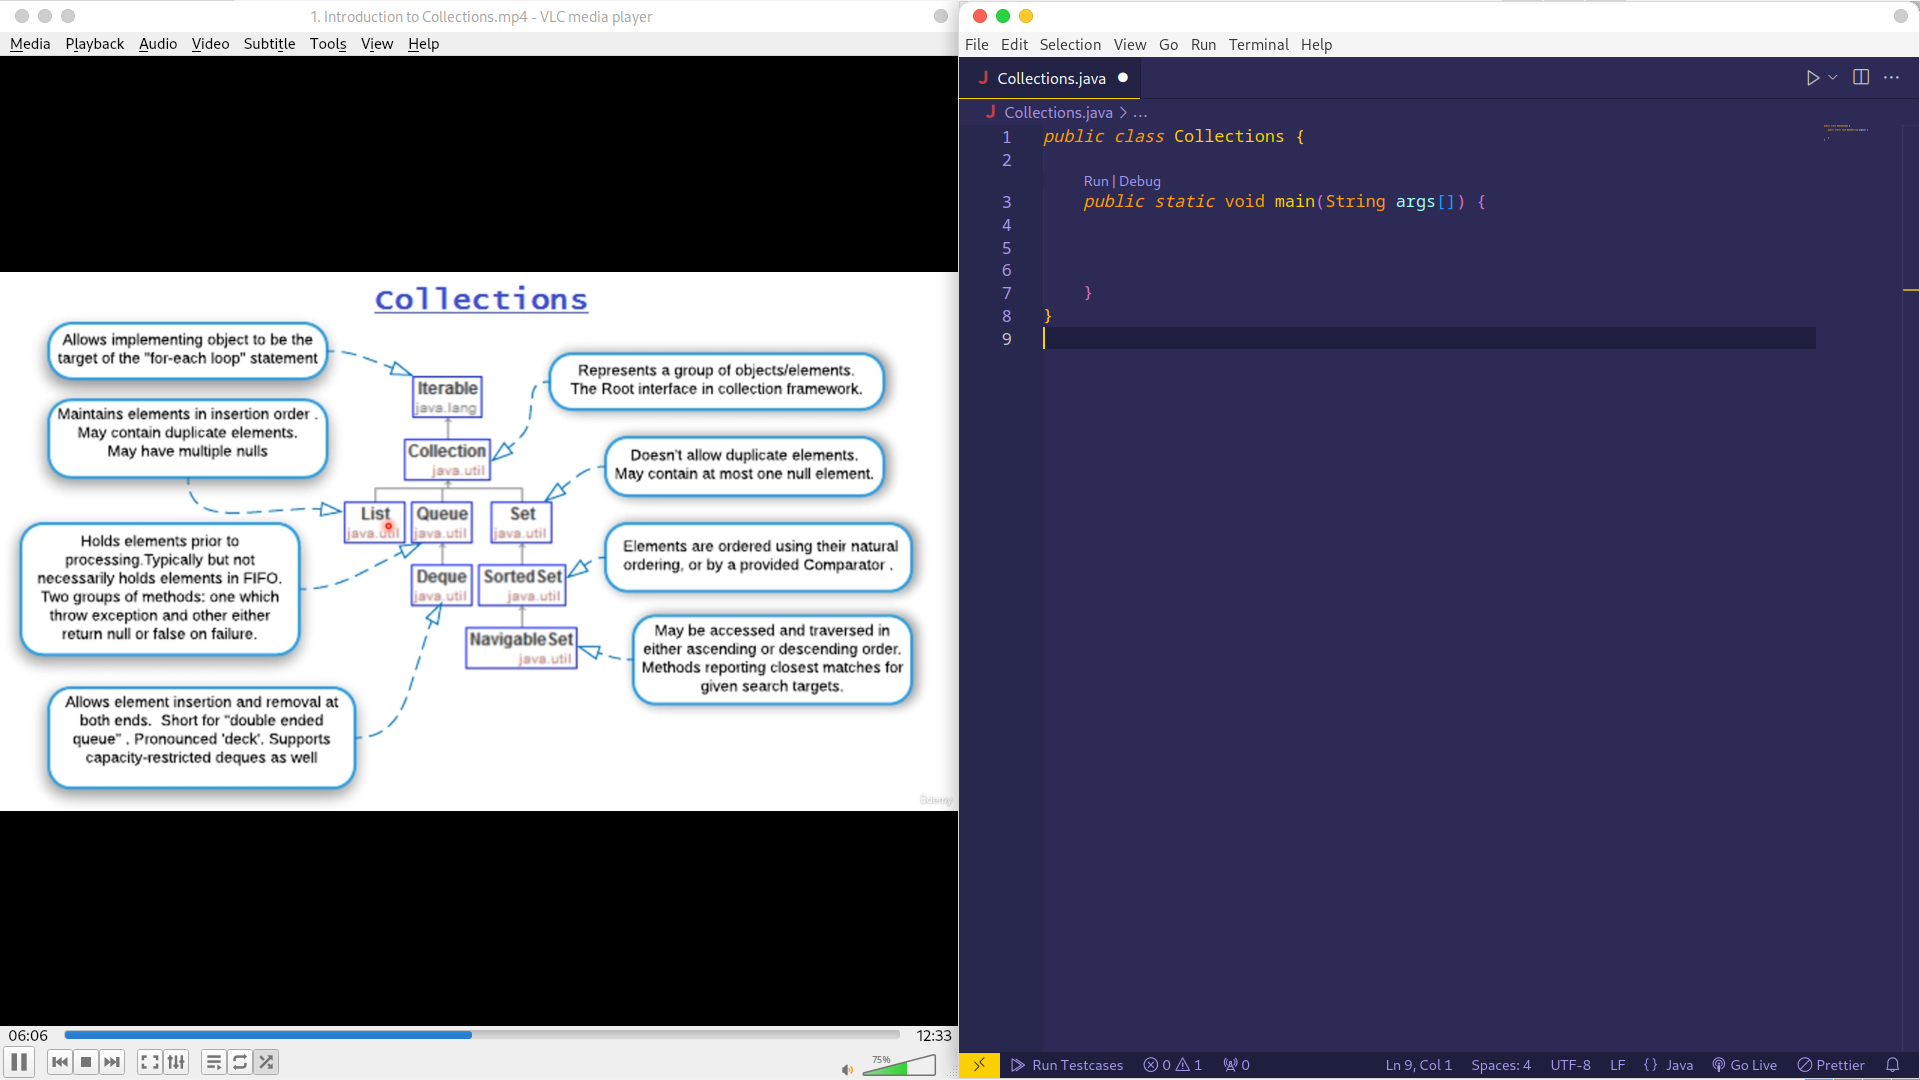 1. Introduction to Collections.mp4 - VLC media player
Media Playback Audio Video Subtitle Tools View Help
Collections
Allows implementing object to be the
target of the "for-each loop" statement
Maintains elements in insertion order .
May contain duplicate elements.
May have multiple nulls
Holds elements prior to
processing.Typically but not
necessarily holds elements in FIFO.
Two groups of methods: one which
throw exception and other either
return null or false on failure.
Allows element insertion and removal at
both ends. Short for "double ended
queue" . Pronounced 'deck'. Supports
capacity-restricted deques as well
Iterable
java.lang
Collection
java.util
List
java.util
Queue
java.util
Set
java.util
Deque
java.util
SortedSet
java.util
NavigableSet
java.util
Represents a group of objects/elements.
The Root interface in collection framework.
Doesn't allow duplicate elements.
May contain at most one null element.
Elements are ordered using their natural
ordering, or by a provided Comparator .
May be accessed and traversed in
either ascending or descending order.
Methods reporting closest matches for
given search targets.
Udemy
06:06
12:33
75%
File Edit Selection View Go Run Terminal Help
J Collections.java
J Collections.java > ...
1 public class Collections {
2
Run | Debug
3 public static void main(String args[]) {
4
5
6
7 }
8 }
9
Run Testcases 0 1 0 Ln 9, Col 1 Spaces: 4 UTF-8 LF {} Java Go Live Prettier